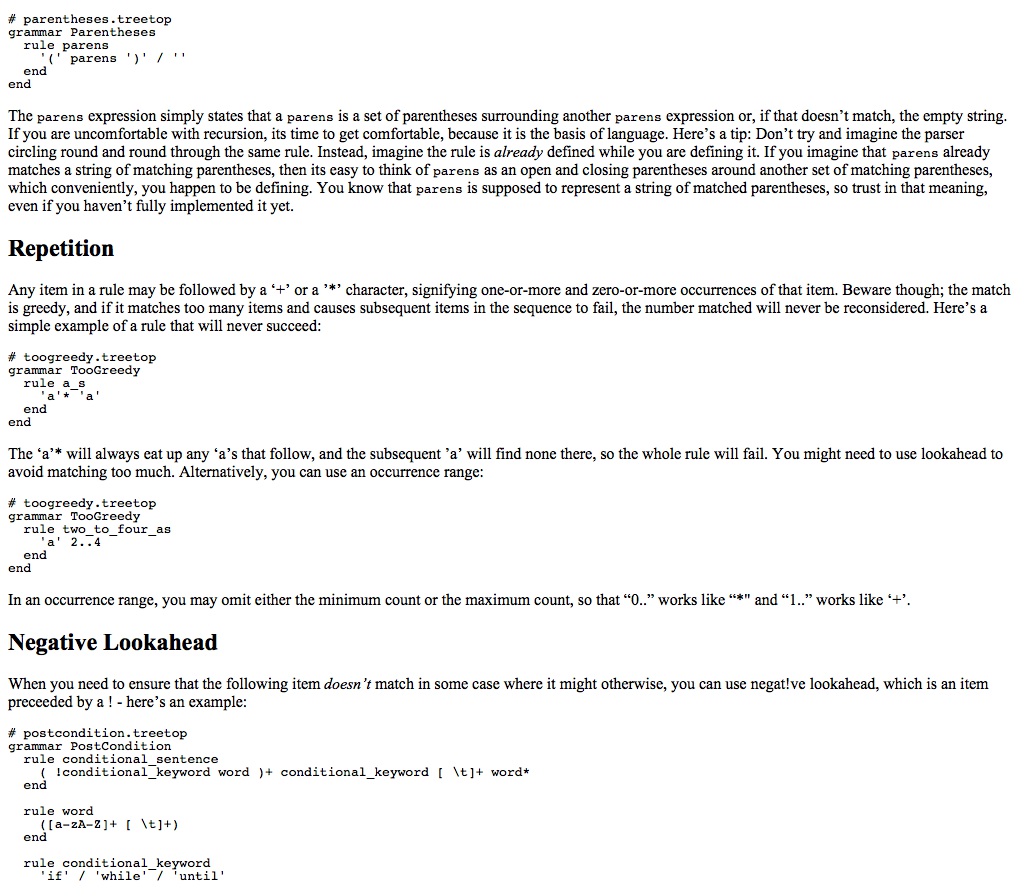 # parentheses.treetop
grammar Parentheses
  rule parens
    '(' parens ')' / ''
  end
end
The parens expression simply states that a parens is a set of parentheses surrounding another parens expression or, if that doesn’t match, the empty string.
If you are uncomfortable with recursion, its time to get comfortable, because it is the basis of language. Here’s a tip: Don’t try and imagine the parser
circling round and round through the same rule. Instead, imagine the rule is already defined while you are defining it. If you imagine that parens already
matches a string of matching parentheses, then its easy to think of parens as an open and closing parentheses around another set of matching parentheses,
which conveniently, you happen to be defining. You know that parens is supposed to represent a string of matched parentheses, so trust in that meaning,
even if you haven’t fully implemented it yet.
Repetition
Any item in a rule may be followed by a ‘+’ or a ’*’ character, signifying one-or-more and zero-or-more occurrences of that item. Beware though; the match
is greedy, and if it matches too many items and causes subsequent items in the sequence to fail, the number matched will never be reconsidered. Here’s a
simple example of a rule that will never succeed:
# toogreedy.treetop
grammar TooGreedy
  rule a_s
    'a'* 'a'
  end
end
The ‘a’* will always eat up any ‘a’s that follow, and the subsequent ’a’ will find none there, so the whole rule will fail. You might need to use lookahead to
avoid matching too much. Alternatively, you can use an occurrence range:
# toogreedy.treetop
grammar TooGreedy
  rule two_to_four_as
    'a' 2..4
  end
end
In an occurrence range, you may omit either the minimum count or the maximum count, so that “0..” works like “*" and “1..” works like ‘+’.
Negative Lookahead
When you need to ensure that the following item doesn’t match in some case where it might otherwise, you can use negat!ve lookahead, which is an item
preceeded by a ! - here’s an example:
# postcondition.treetop
grammar PostCondition
  rule conditional_sentence
    ( !conditional_keyword word )+ conditional_keyword [ \t]+ word*
  end
  rule word
    ([a-zA-Z]+ [ \t]+)
  end
  rule conditional_keyword
    'if' / 'while' / 'until'